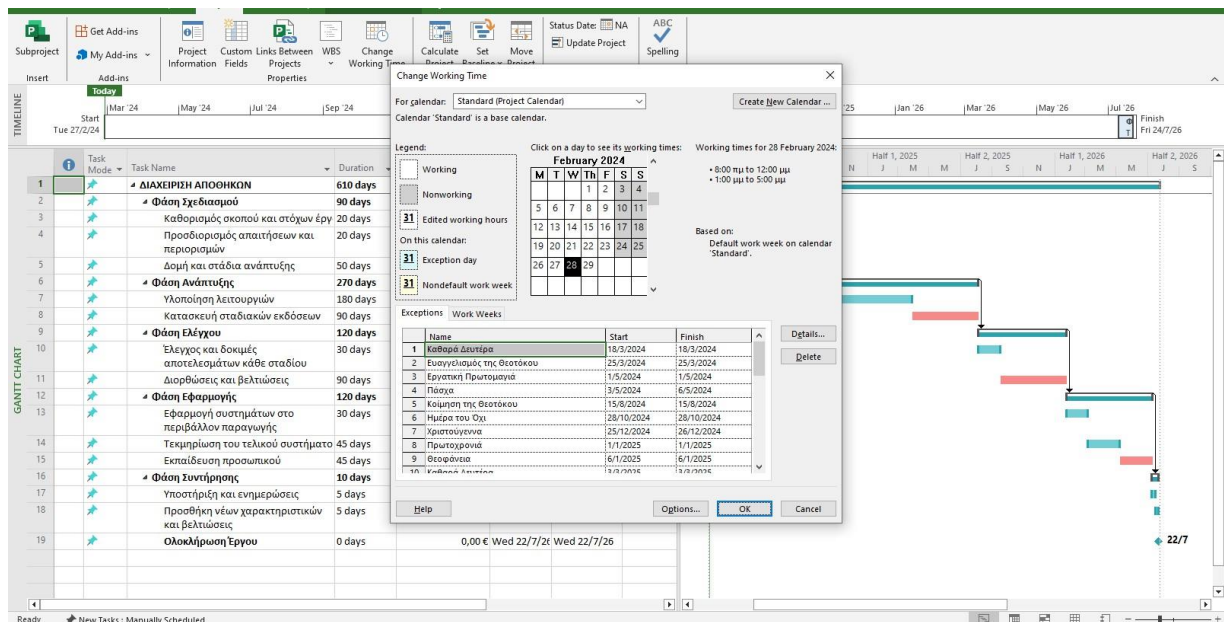 Subproject
Get Add-ins
My Add-ins
Project Information
Custom Fields
Links Between Projects
WBS
Change Working Time
Calculate Project
Set Baseline
Move Project
Status Date: NA
Update Project
ABC
Spelling
Insert
Add-ins
Properties
TIMELINE
Today
Mar '24
May '24
Jul '24
Sep '24
'25
Jan '26
Mar '26
May '26
Jul '26
Start
Tue 27/2/24
Finish
Fri 24/7/26
Change Working Time
For calendar: Standard (Project Calendar)
Create New Calendar ...
Calendar 'Standard' is a base calendar.
Legend:
Working
Nonworking
31 Edited working hours
On this calendar:
31 Exception day
31 Nondefault work week
Click on a day to see its working times:
February 2024
M T W Th F S S
1 2 3 4
5 6 7 8 9 10 11
12 13 14 15 16 17 18
19 20 21 22 23 24 25
26 27 28 29
Working times for 28 February 2024:
• 8:00 πμ to 12:00 μμ
• 1:00 μμ to 5:00 μμ
Based on:
Default work week on calendar
'Standard'.
Exceptions Work Weeks
Name Start Finish
1 Καθαρά Δευτέρα 18/3/2024 18/3/2024
2 Ευαγγελισμός της Θεοτόκου 25/3/2024 25/3/2024
3 Εργατική Πρωτομαγιά 1/5/2024 1/5/2024
4 Πάσχα 3/5/2024 6/5/2024
5 Κοίμηση της Θεοτόκου 15/8/2024 15/8/2024
6 Ημέρα του Όχι 28/10/2024 28/10/2024
7 Χριστούγεννα 25/12/2024 26/12/2024
8 Πρωτοχρονιά 1/1/2025 1/1/2025
9 Θεοφάνεια 6/1/2025 6/1/2025
10 Καθαρά Δευτέρα 3/3/2025 3/3/2025
Details...
Delete
Help
Options...
OK
Cancel
GANTT CHART
Task Mode
Task Name
Duration
1 ΔΙΑΧΕΙΡΙΣΗ ΑΠΟΘΗΚΩΝ 610 days
2 Φάση Σχεδιασμού 90 days
3 Καθορισμός σκοπού και στόχων έργ 20 days
4 Προσδιορισμός απαιτήσεων και 20 days
περιορισμών
5 Δομή και στάδια ανάπτυξης 50 days
6 Φάση Ανάπτυξης 270 days
7 Υλοποίηση λειτουργιών 180 days
8 Κατασκευή σταδιακών εκδόσεων 90 days
9 Φάση Ελέγχου 120 days
10 Έλεγχος και δοκιμές 30 days
αποτελεσμάτων κάθε σταδίου
11 Διορθώσεις και βελτιώσεις 90 days
12 Φάση Εφαρμογής 120 days
13 Εφαρμογή συστημάτων στο 30 days
περιβάλλον παραγωγής
14 Τεκμηρίωση του τελικού συστήματο 45 days
15 Εκπαίδευση προσωπικού 45 days
16 Φάση Συντήρησης 10 days
17 Υποστήριξη και ενημερώσεις 5 days
18 Προσθήκη νέων χαρακτηριστικών 5 days
και βελτιώσεις
19 Ολοκλήρωση Έργου 0 days 0,00 € Wed 22/7/26 Wed 22/7/26
Half 1, 2025
Half 2, 2025
Half 1, 2026
Half 2, 2026
N J M M J S N J M M J S
22/7
Ready
New Tasks : Manually Scheduled